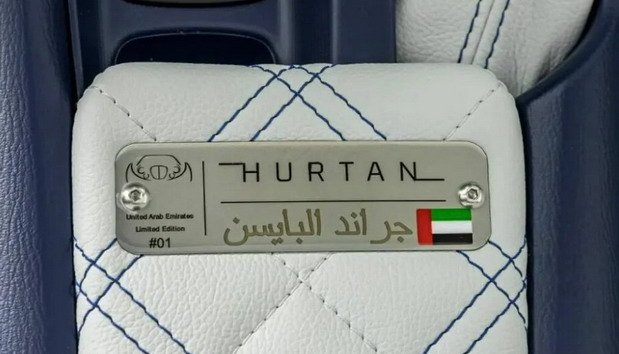 HURTAN
United Arab Emirates
Limited Edition
#01
جراند البايسن